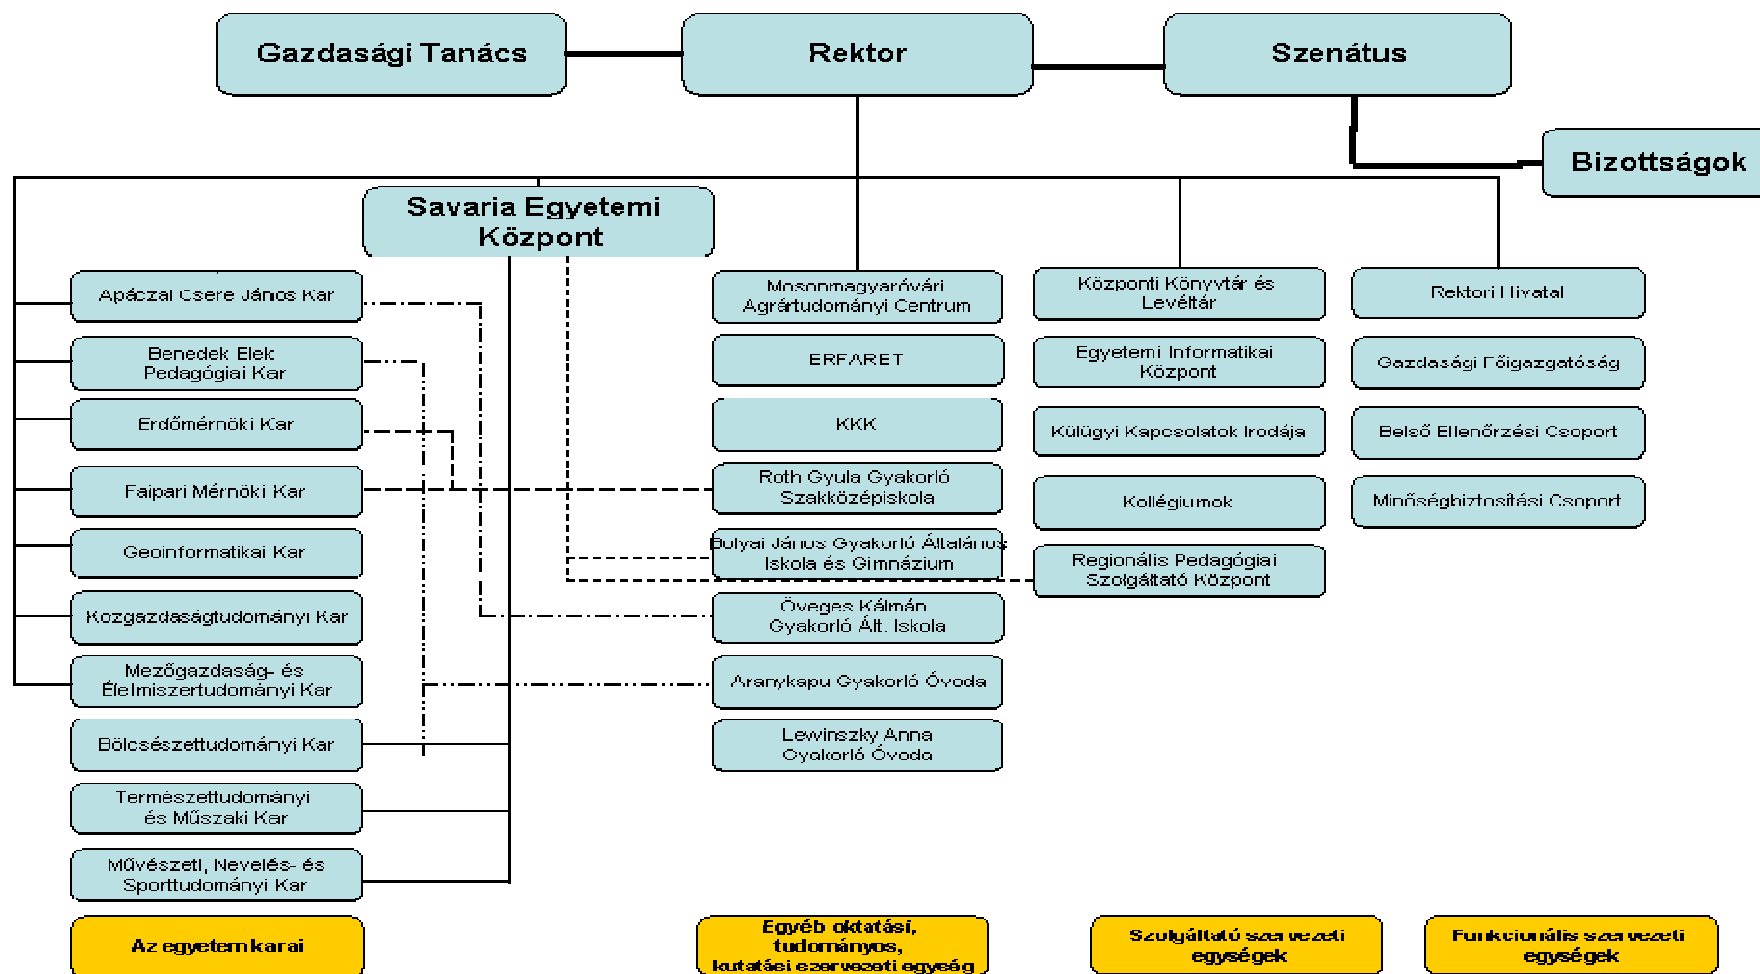 Gazdasági Tanács
Rektor
Szenátus
Bizottságok
Savaria Egyetemi
Központ
Apáczai Csere János Kar
Benedek Elek
Pedagógiai Kar
Erdőmérnöki Kar
Faipari Mérnöki Kar
Geoinformatikai Kar
Közgazdaságtudományi Kar
Mezőgazdaság- és
Élelmiszertudományi Kar
Bölcsészettudományi Kar
Természettudományi
és Műszaki Kar
Művészeti, Nevelés- és
Sporttudományi Kar
Az egyetem karai
Mosonmagyaróvári
Agrártudományi Centrum
ERFARET
KKK
Roth Gyula Gyakorló
Szakközépiskola
Bolyai János Gyakorló Általános
Iskola és Gimnázium
Öveges Kálmán
Gyakorló Ált. Iskola
Aranykapu Gyakorló Óvoda
Lewinszky Anna
Gyakorló Óvoda
Egyéb oktatási,
tudományos,
kutatási szervezeti egység
Központi Könyvtár és
Levéltár
Egyetemi Informatikai
Központ
Külügyi Kapcsolatok Irodája
Kollégiumok
Regionális Pedagógiai
Szolgáltató Központ
Szolgáltató szervezeti
egységek
Rektori Hivatal
Gazdasági Főigazgatóság
Belső Ellenőrzési Csoport
Minőségbiztosítási Csoport
Funkcionális szervezeti
egységek